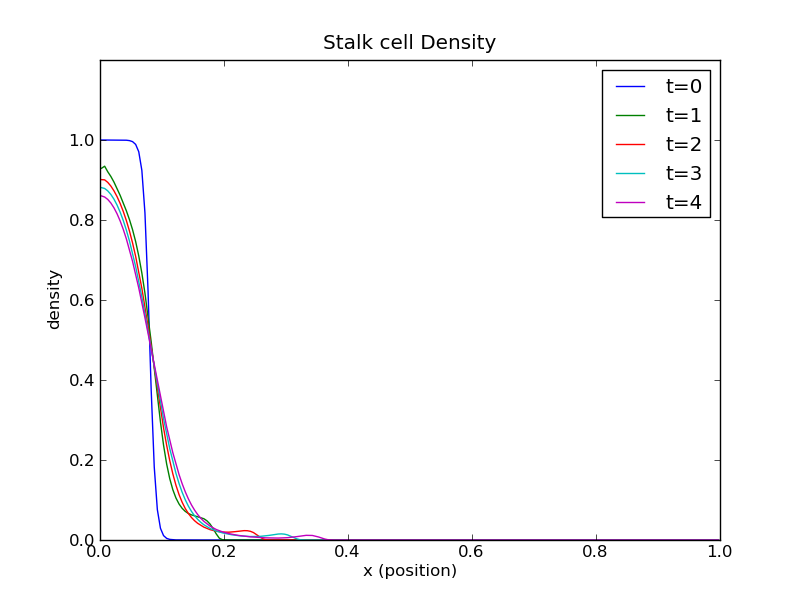 Stalk cell Density
t=0
t=1
t=2
t=3
t=4
density
1.0
0.8
0.6
0.4
0.2
0.0
0.0 0.2 0.4 0.6 0.8 1.0
x (position)